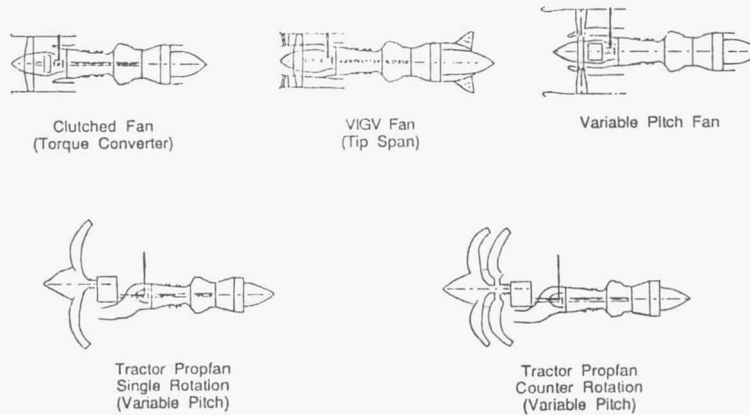 Clutched Fan
(Torque Converter)
VIGV Fan
(Tip Span)
Variable Pitch Fan
Tractor Propfan
Single Rotation
(Variable Pitch)
Tractor Propfan
Counter Rotation
(Variable Pitch)